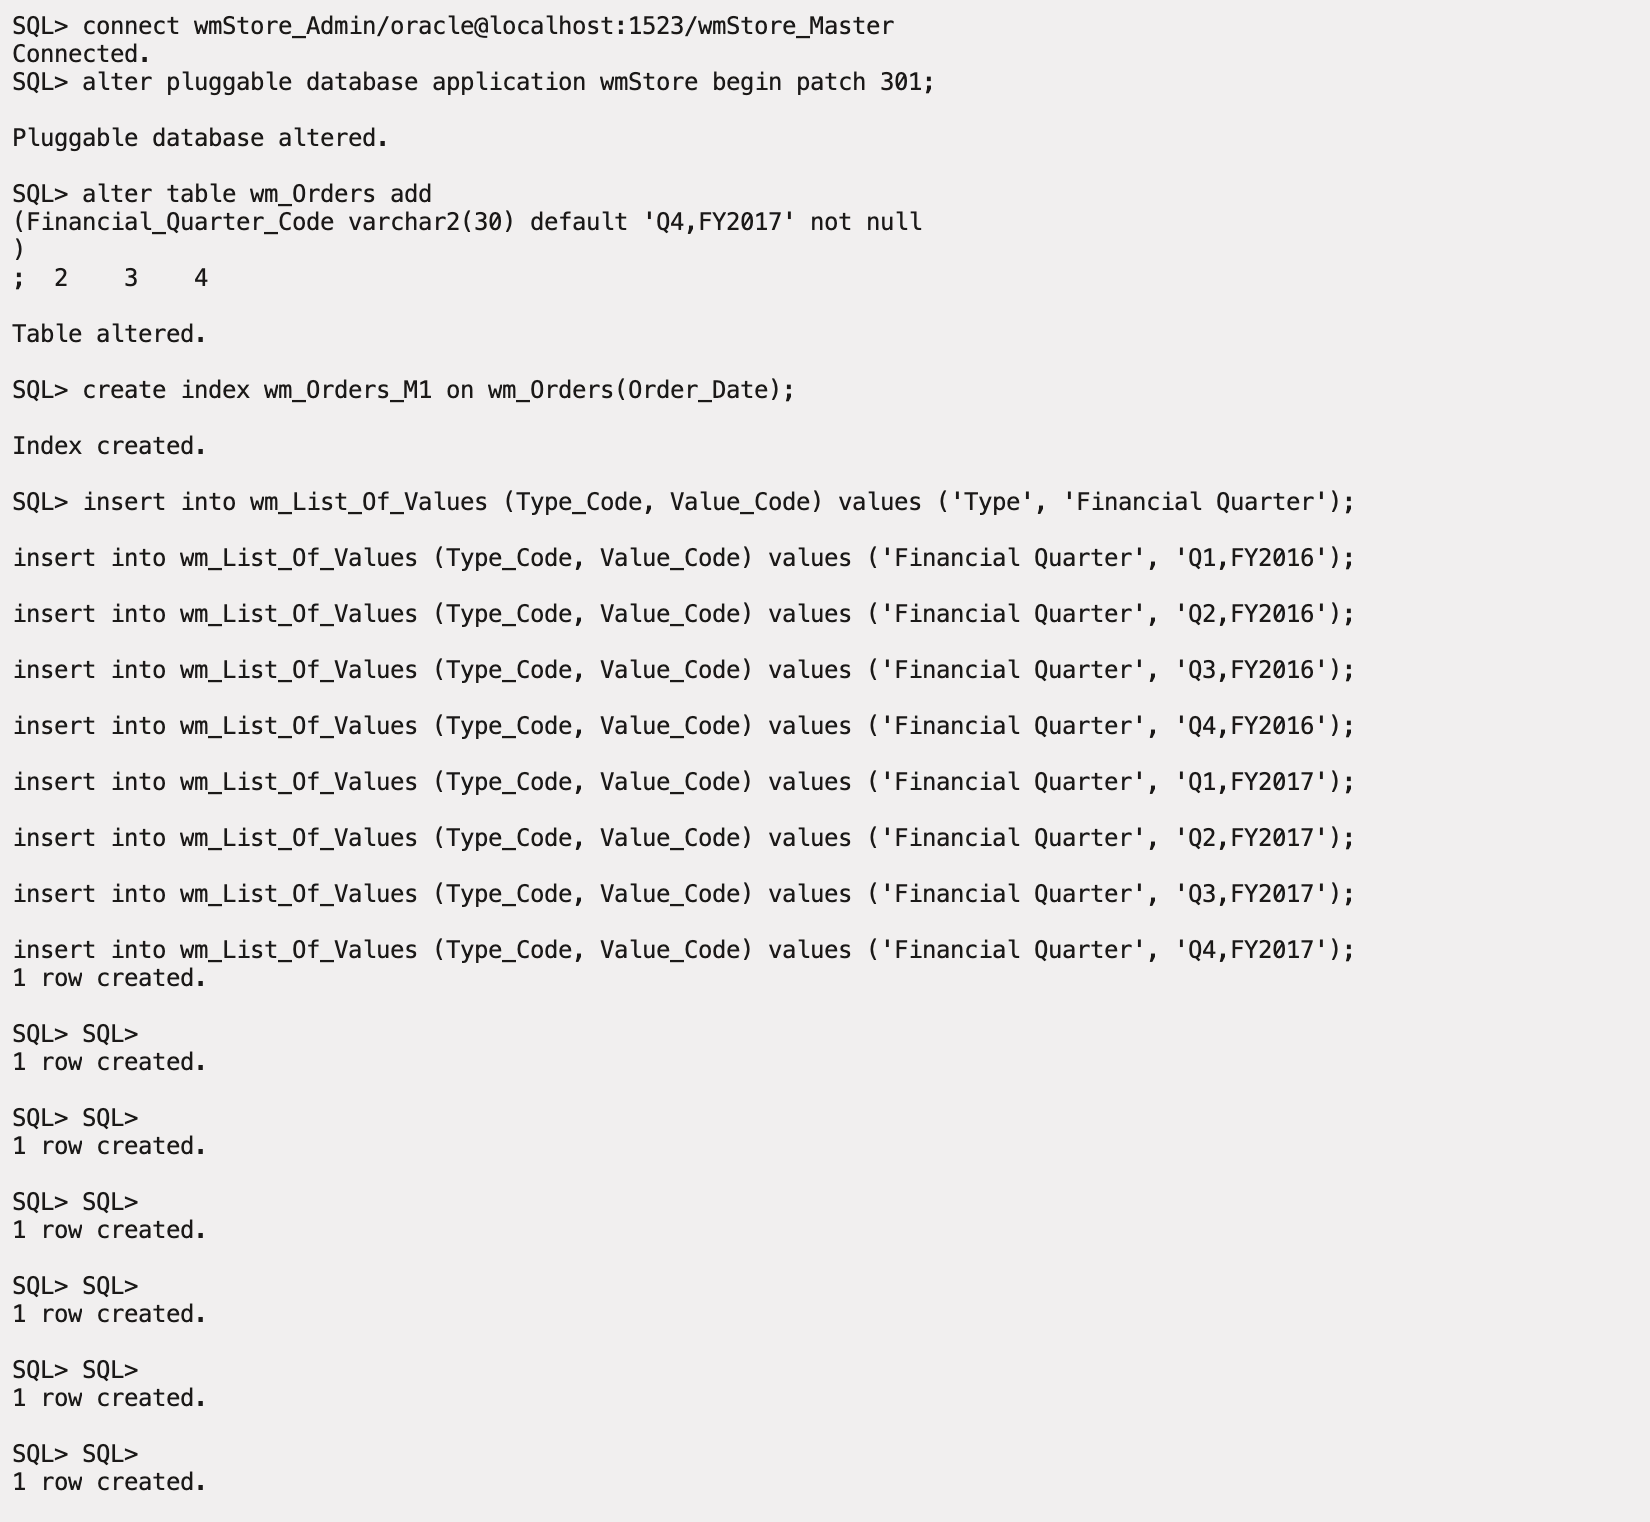 SQL> connect wmStore_Admin/oracle@localhost:1523/wmStore_Master
Connected.
SQL> alter pluggable database application wmStore begin patch 301;
Pluggable database altered.
SQL> alter table wm_Orders add
(Financial_Quarter_Code varchar2(30) default 'Q4,FY2017' not null
)
;  2    3    4
Table altered.
SQL> create index wm_Orders_M1 on wm_Orders(Order_Date);
Index created.
SQL> insert into wm_List_Of_Values (Type_Code, Value_Code) values ('Type', 'Financial Quarter');
insert into wm_List_Of_Values (Type_Code, Value_Code) values ('Financial Quarter', 'Q1,FY2016');
insert into wm_List_Of_Values (Type_Code, Value_Code) values ('Financial Quarter', 'Q2,FY2016');
insert into wm_List_Of_Values (Type_Code, Value_Code) values ('Financial Quarter', 'Q3,FY2016');
insert into wm_List_Of_Values (Type_Code, Value_Code) values ('Financial Quarter', 'Q4,FY2016');
insert into wm_List_Of_Values (Type_Code, Value_Code) values ('Financial Quarter', 'Q1,FY2017');
insert into wm_List_Of_Values (Type_Code, Value_Code) values ('Financial Quarter', 'Q2,FY2017');
insert into wm_List_Of_Values (Type_Code, Value_Code) values ('Financial Quarter', 'Q3,FY2017');
insert into wm_List_Of_Values (Type_Code, Value_Code) values ('Financial Quarter', 'Q4,FY2017');
1 row created.
SQL> SQL>
1 row created.
SQL> SQL>
1 row created.
SQL> SQL>
1 row created.
SQL> SQL>
1 row created.
SQL> SQL>
1 row created.
SQL> SQL>
1 row created.